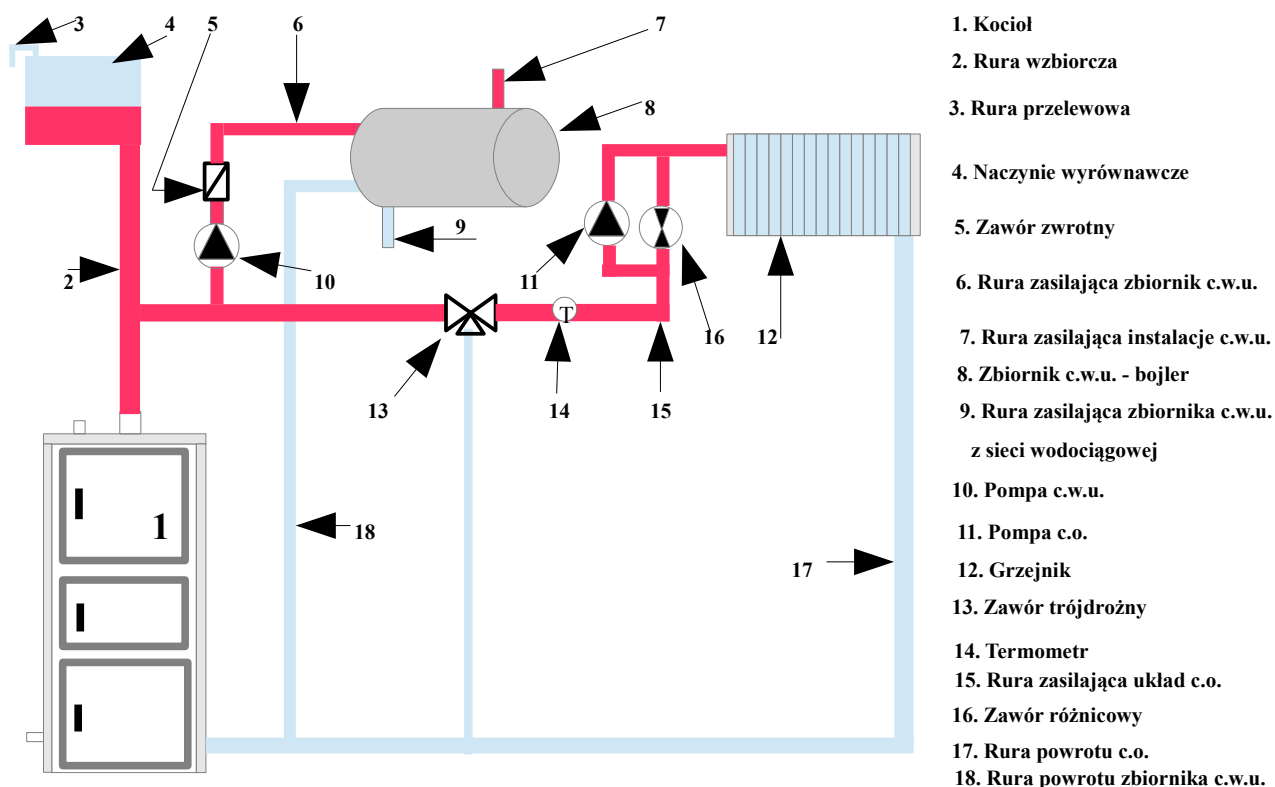 3
4
5
6
7
8
9
2
10
11
16
12
13
14
15
18
17
1
T
1. Kocioł
2. Rura wzbiorcza
3. Rura przelewowa
4. Naczynie wyrównawcze
5. Zawór zwrotny
6. Rura zasilająca zbiornik c.w.u.
7. Rura zasilająca instalacje c.w.u.
8. Zbiornik c.w.u. - bojler
9. Rura zasilająca zbiornika c.w.u.
z sieci wodociągowej
10. Pompa c.w.u.
11. Pompa c.o.
12. Grzejnik
13. Zawór trójdrożny
14. Termometr
15. Rura zasilająca układ c.o.
16. Zawór różnicowy
17. Rura powrotu c.o.
18. Rura powrotu zbiornika c.w.u.